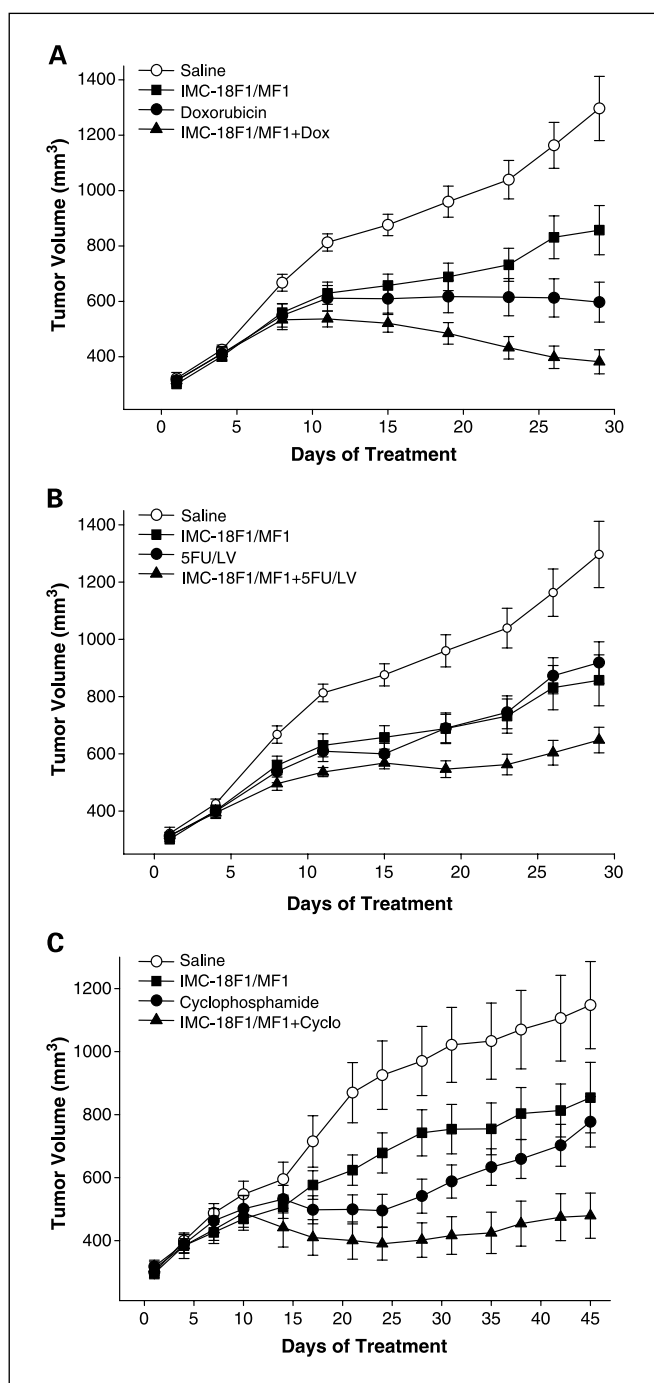 A
Saline
IMC-18F1/MF1
Doxorubicin
IMC-18F1/MF1+Dox
Tumor Volume (mm³)
1400
1200
1000
800
600
400
0 5 10 15 20 25 30
Days of Treatment
B
Saline
IMC-18F1/MF1
5FU/LV
IMC-18F1/MF1+5FU/LV
Tumor Volume (mm³)
1400
1200
1000
800
600
400
0 5 10 15 20 25 30
Days of Treatment
C
Saline
IMC-18F1/MF1
Cyclophosphamide
IMC-18F1/MF1+Cyclo
Tumor Volume (mm³)
1200
1000
800
600
400
0 5 10 15 20 25 30 35 40 45
Days of Treatment